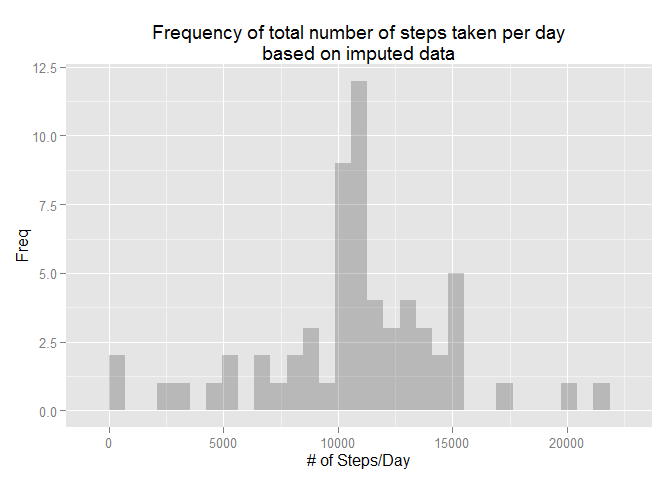 Frequency of total number of steps taken per day
based on imputed data
12.5
10.0
7.5
5.0
2.5
0.0
Freq
0 5000 10000 15000 20000
# of Steps/Day